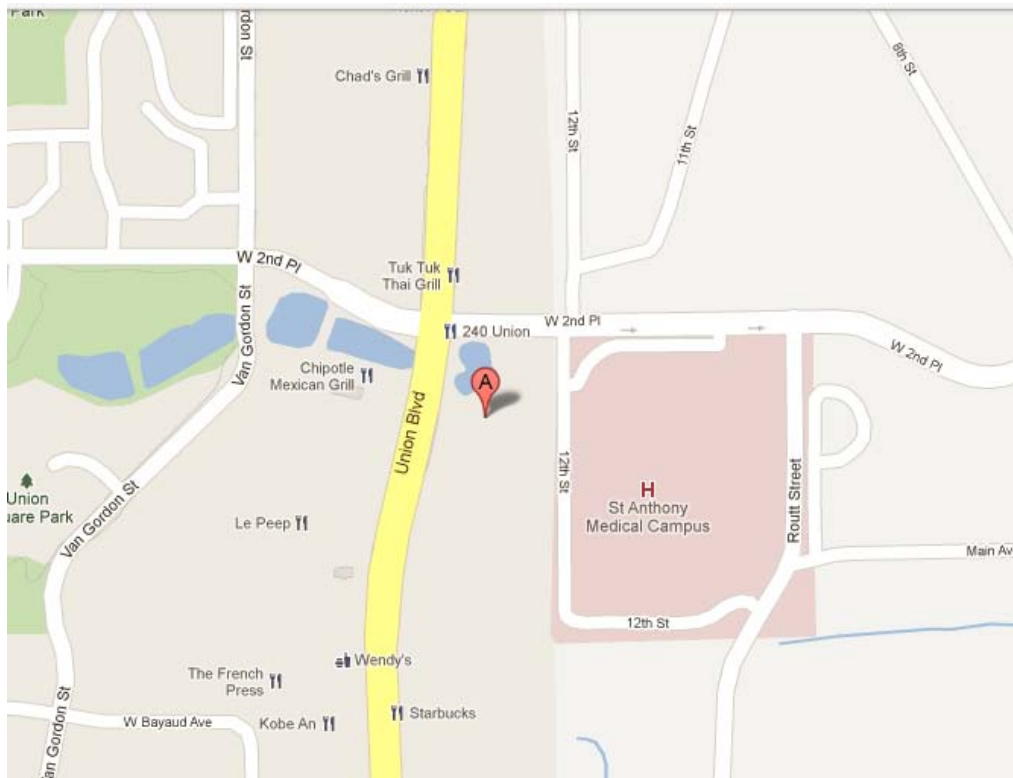 Park
Chad's Grill
8th St
12th St
11th St
W 2nd Pl
Tuk Tuk
Thai Grill
240 Union
W 2nd Pl
W 2nd Pl
Van Gordon St
Chipotle
Mexican Grill
A
Union Blvd
12th St
H
St Anthony
Medical Campus
Routt Street
Union
uare Park
Van Gordon St
Le Peep
Main Av
12th St
Wendy's
The French
Press
Starbucks
W Bayaud Ave
Kobe An
Van Gordon St